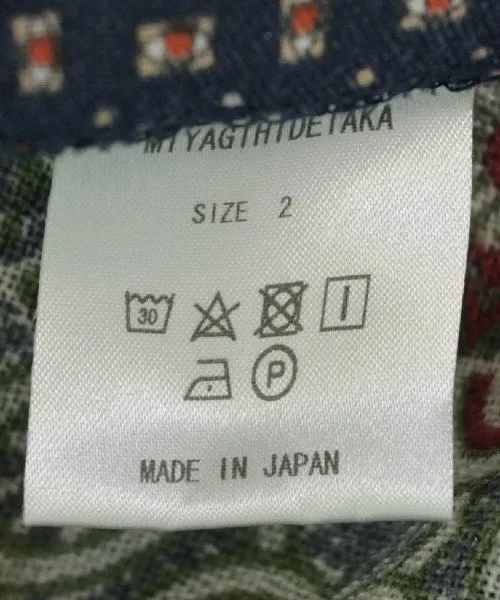 MIYAGIHIDETAKA
SIZE 2
30
P
MADE IN JAPAN